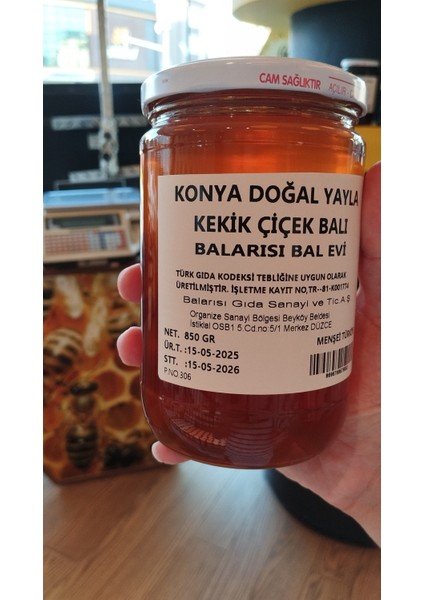 CAM SAĞLIKTIR
KONYA DOĞAL YAYLA
KEKİK ÇİÇEK BALI
BALARISI BAL EVİ
TÜRK GIDA KODEKSİ TEBLİĞİNE UYGUN OLARAK
ÜRETİLMİŞTİR. İŞLETME KAYIT NO,TR--81-K001774
Balarısı Gıda Sanayi ve Tic A Ş
Organize Sanayi Bölgesi Beyköy Beldesi
İstiklal OSB1 5.Cd.no:5/1 Merkez DÜZCE
NET. 850 GR
MENŞEİ TÜRKİYE
ÜR.T. :15-05-2025
STT. :15-05-2026
P.NO.306